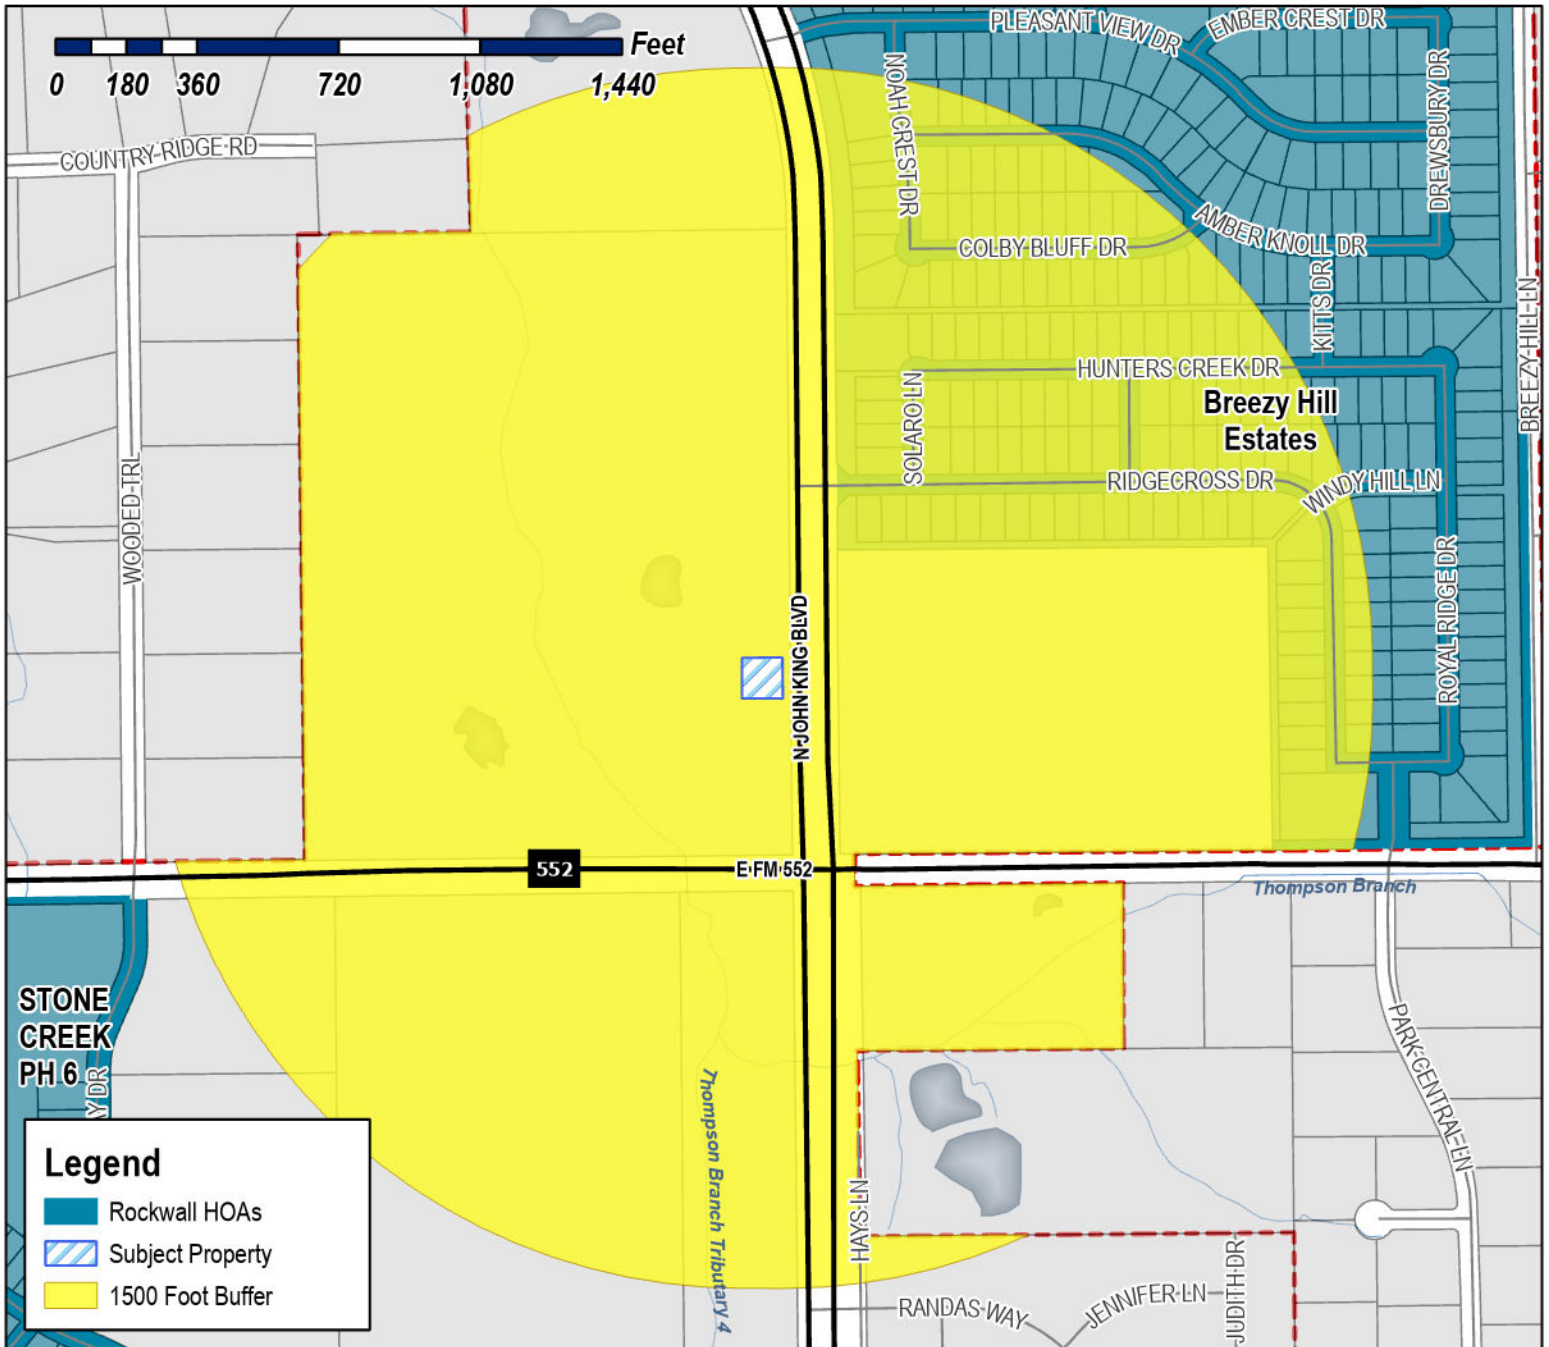 Feet
0 180 360 720 1,080 1,440
PLEASANT VIEW DR
EMBER CREST DR
NOAH CREST DR
DREWSBURY DR
COUNTRY RIDGE RD
AMBER KNOLL DR
COLBY BLUFF DR
KITTS DR
BREEZY HILL LN
HUNTERS CREEK DR
SOLARO LN
Breezy Hill
Estates
RIDGECROSS DR
WINDY HILL LN
WOODED TRL
N JOHN KING BLVD
ROYAL RIDGE DR
552
E FM 552
Thompson Branch
STONE
CREEK
PH 6
AY DR
PARK CENTRAL LN
Thompson Branch Tributary 4
HAYS LN
RANDAS WAY
JENNIFER LN
JUDITH DR
Legend
Rockwall HOAs
Subject Property
1500 Foot Buffer